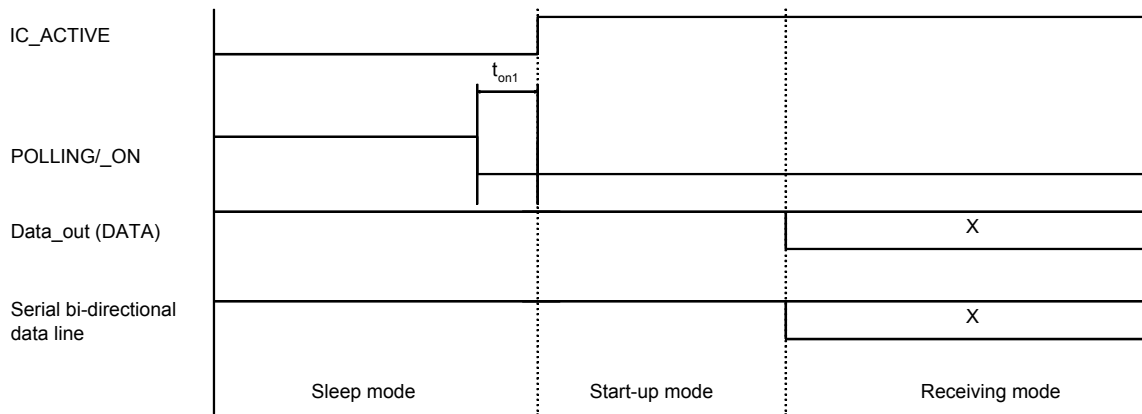 IC_ACTIVE
ton1
POLLING/_ON
Data_out (DATA)
X
Serial bi-directional
data line
X
Sleep mode
Start-up mode
Receiving mode